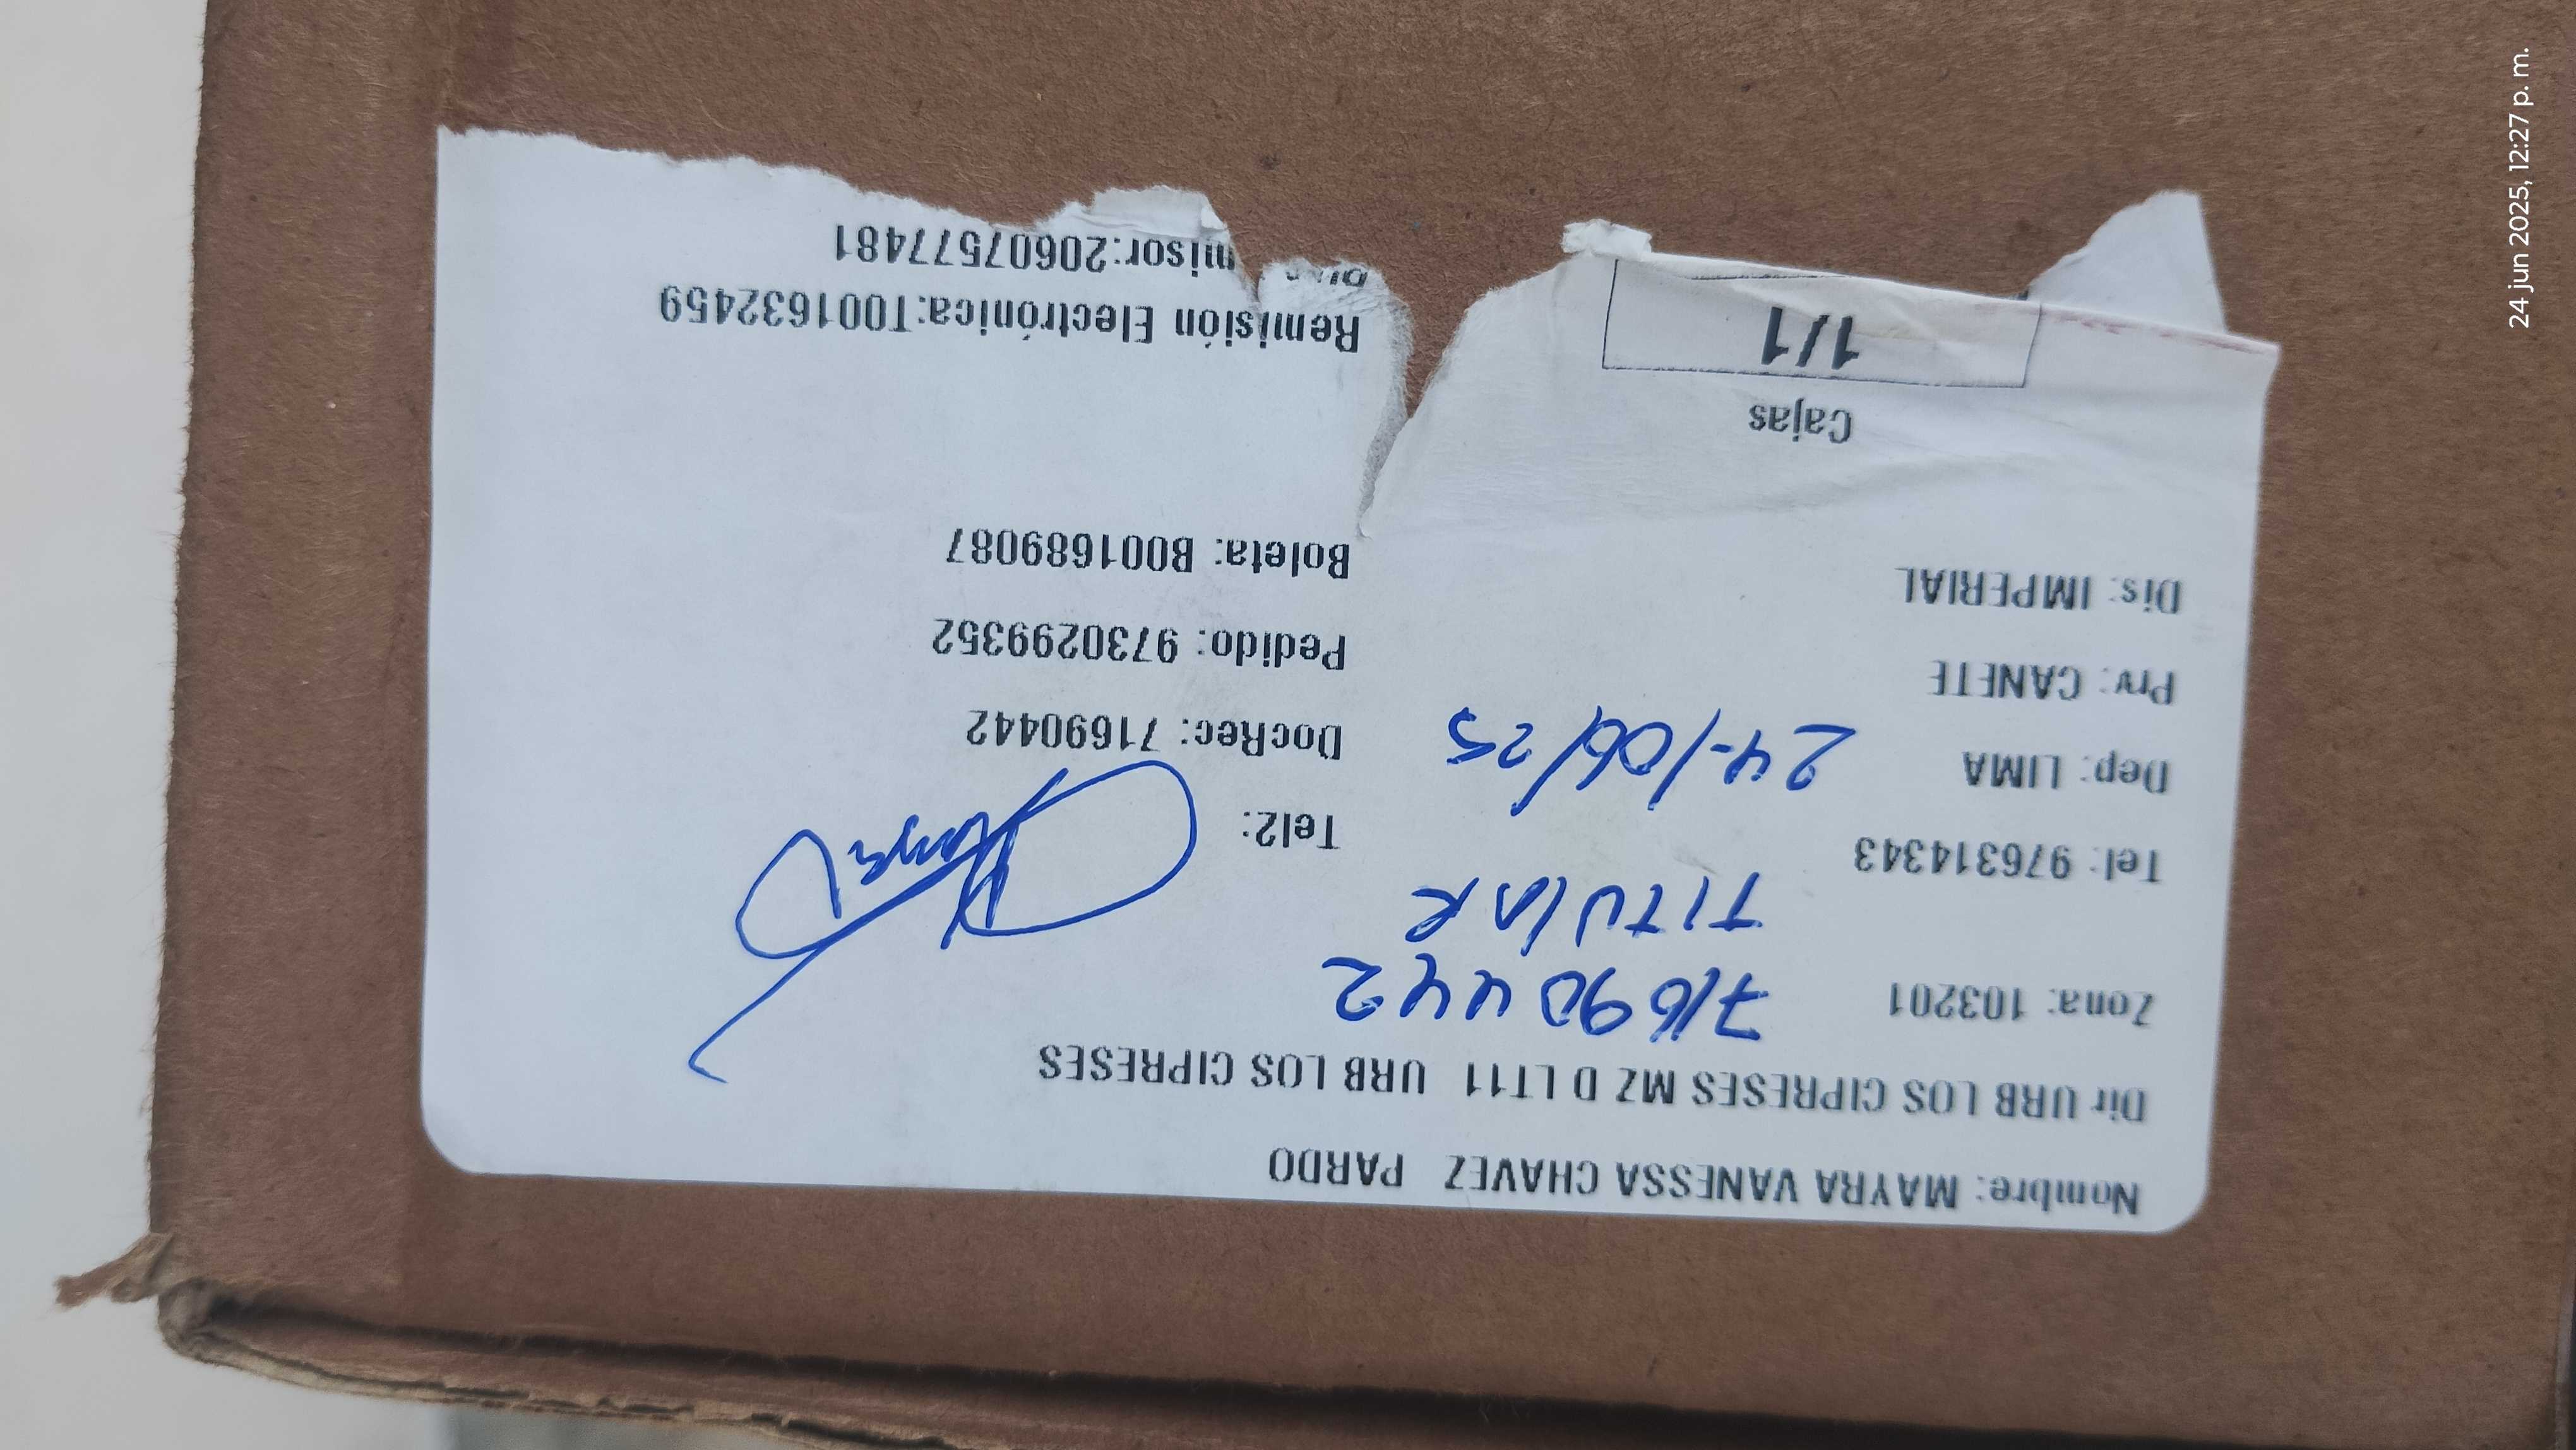 Nombre: MAYRA VANESSA CHAVEZ PARDO
Dir URB LOS CIPRESES MZ D LT11 URB LOS CIPRESES
Zona: 103201
71690442
TITULAR
Tel: 976314343
Tel2:
Dep: LIMA
24/06/25
DocRec: 71690442
Prv: CANETE
Pedido: 9730299352
Dis: IMPERIAL
Boleta: B001689087
Cajas
1/1
Remisión Electrónica:T001632459
misor:20607577481
24 jun 2025, 12:27 p. m.